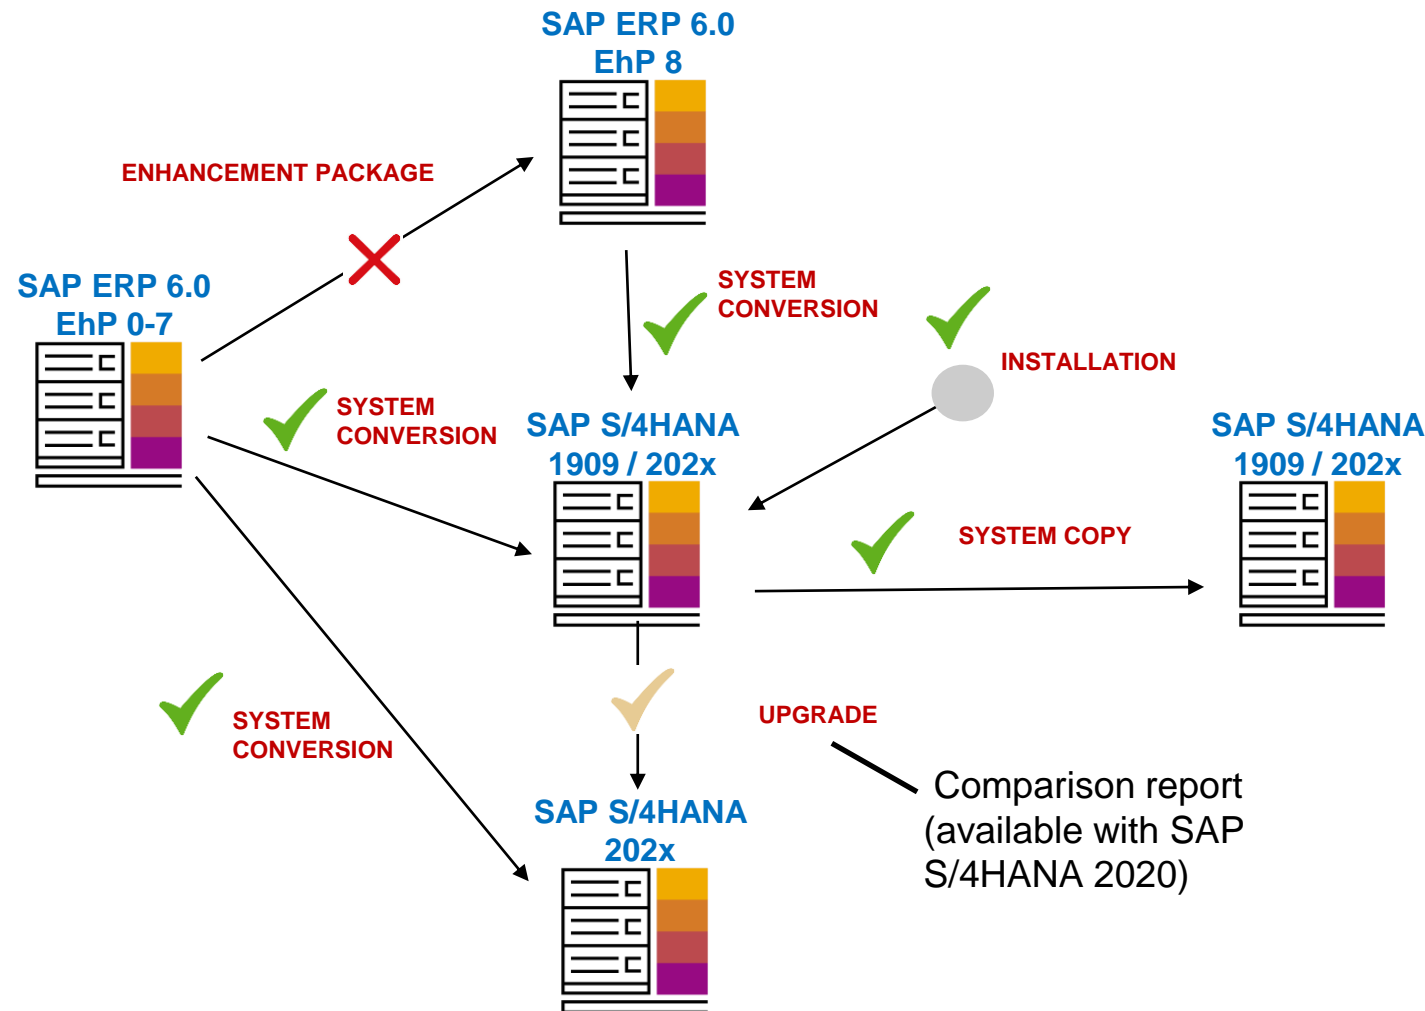 SAP ERP 6.0
EhP 8
ENHANCEMENT PACKAGE
SAP ERP 6.0
EhP 0-7
SYSTEM
CONVERSION
INSTALLATION
SYSTEM
CONVERSION
SAP S/4HANA
1909 / 202x
SAP S/4HANA
1909 / 202x
SYSTEM COPY
SYSTEM
CONVERSION
UPGRADE
SAP S/4HANA
202x
Comparison report
(available with SAP
S/4HANA 2020)